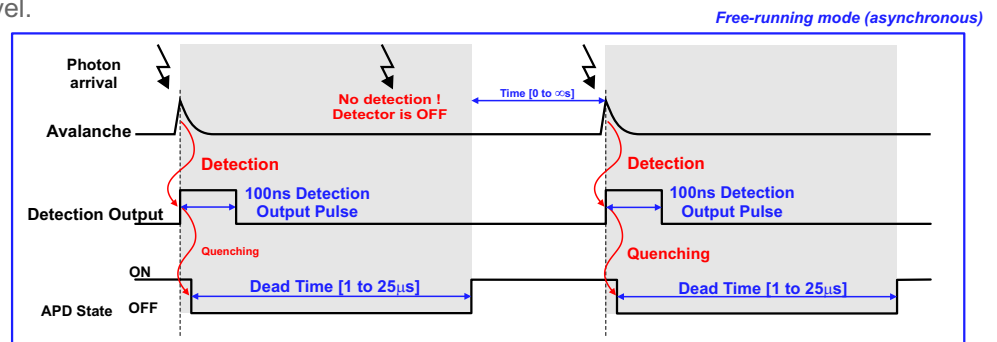 vel.
Free-running mode (asynchronous)
Photon
arrival
No detection !
Detector is OFF
Time [0 to ∞s]
Avalanche
Detection
Detection
100ns Detection
Output Pulse
100ns Detection
Output Pulse
Detection Output
Quenching
Quenching
ON
Dead Time [1 to 25µs]
Dead Time [1 to 25µs]
APD State
OFF